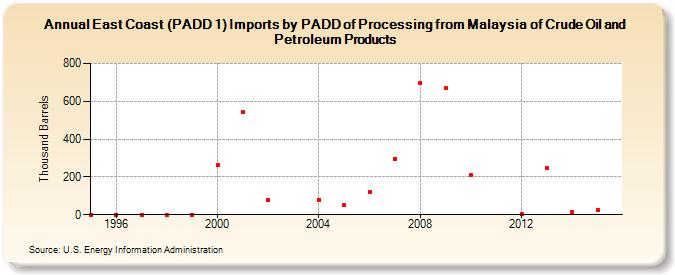 Annual East Coast (PADD 1) Imports by PADD of Processing from Malaysia of Crude Oil and
Petroleum Products
Thousand Barrels
800
600
400
200
0
1996
2000
2004
2008
2012
Source: U.S. Energy Information Administration